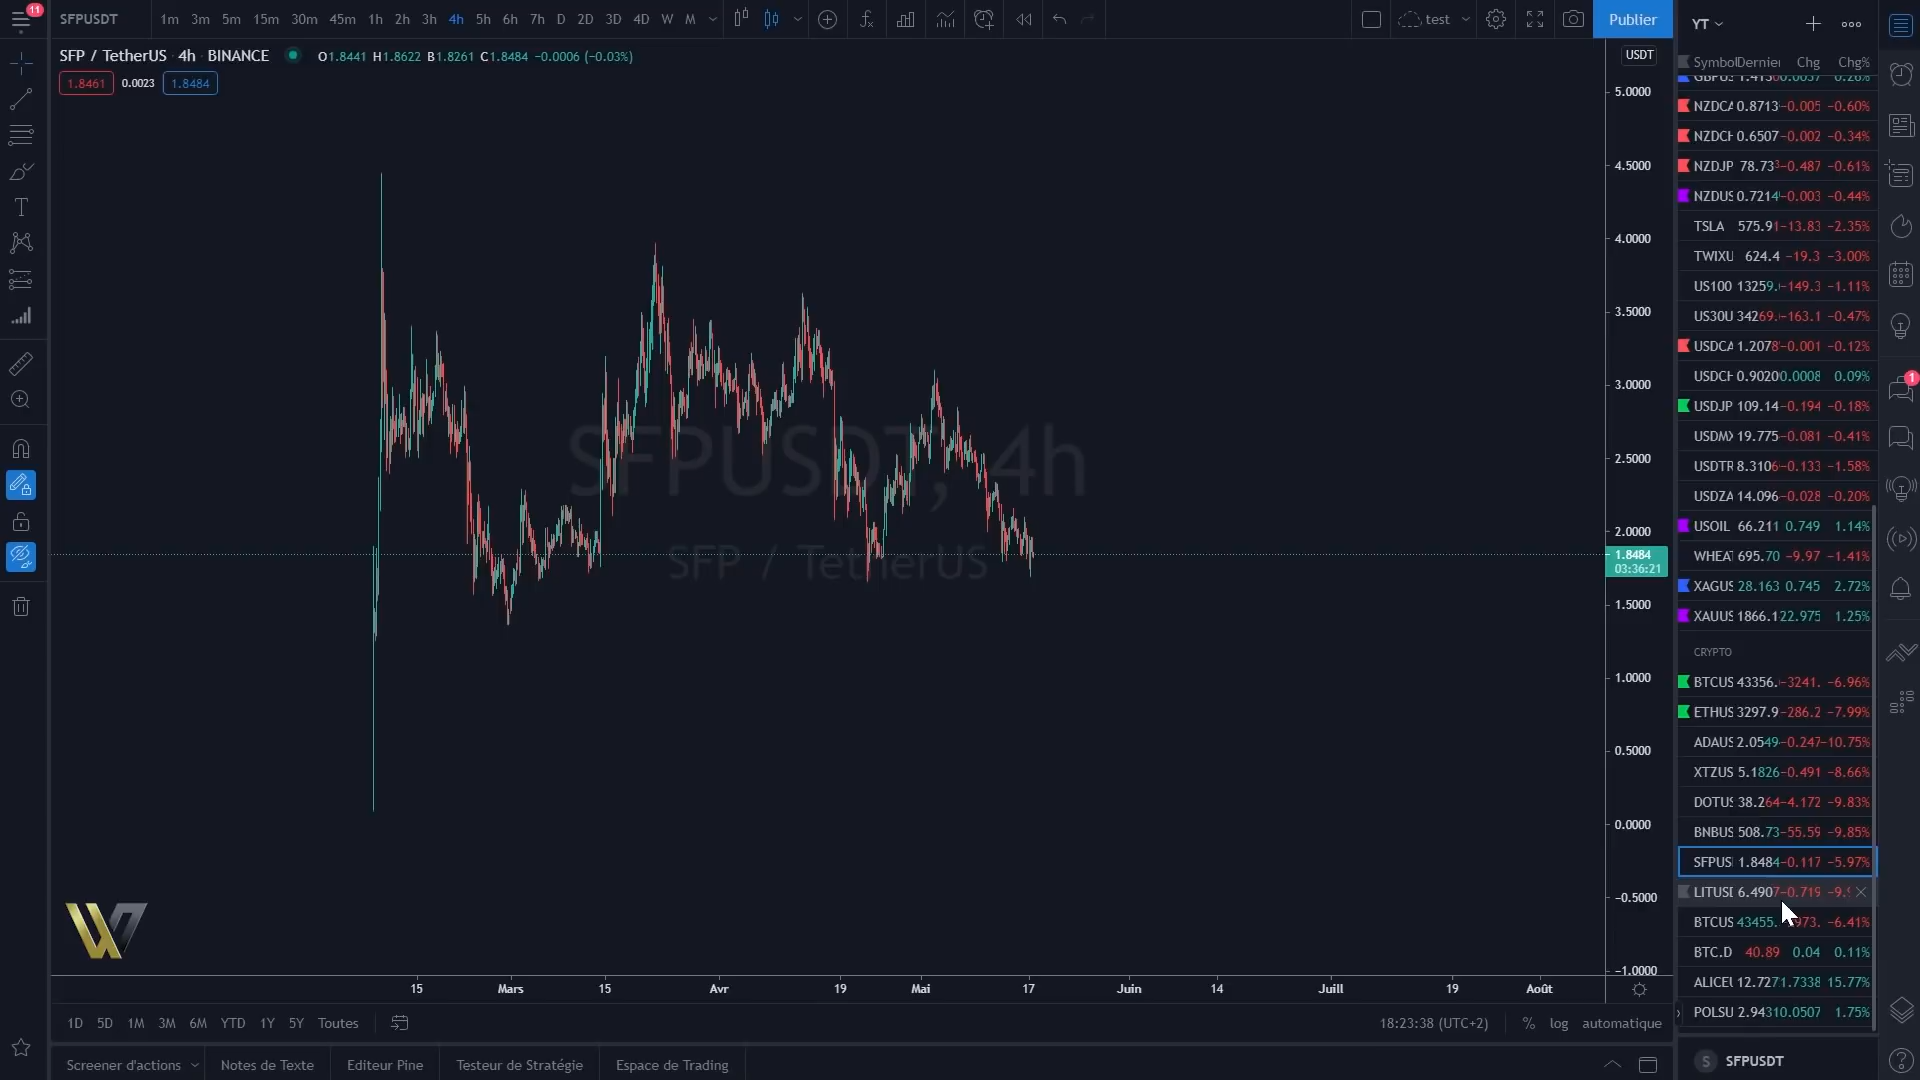 11
SFPUSDT
1m 3m 5m 15m 30m 45m 1h 2h 3h 4h 5h 6h 7h D 2D 3D 4D W M
test
Publier
YT
SFP / TetherUS 4h BINANCE O1.8441 H1.8622 B1.8261 C1.8484 −0.0006 (−0.03%)
1.8461 0.0023 1.8484
USDT
5.0000
4.5000
4.0000
3.5000
3.0000
2.5000
2.0000
1.8484
03:36:21
1.5000
1.0000
0.5000
0.0000
−0.5000
−1.0000
SFPUSDT, 4h
SFP / TetherUS
15 Mars 15 Avr 19 Mai 17 Juin 14 Juill 19 Août
1D 5D 1M 3M 6M YTD 1Y 5Y Toutes
18:23:38 (UTC+2) % log automatique
Screener d'actions Notes de Texte Editeur Pine Testeur de Stratégie Espace de Trading
Symbol Dernier Chg Chg%
NZDCA 0.8713 −0.005 −0.60%
NZDCH 0.6507 −0.002 −0.34%
NZDJP 78.733 −0.487 −0.61%
NZDUS 0.7214 −0.003 −0.44%
TSLA 575.91 −13.83 −2.35%
TWIXU 624.4 −19.3 −3.00%
US100 13259. −149.3 −1.11%
US30U 34269. −163.1 −0.47%
USDCA 1.2078 −0.001 −0.12%
USDCH 0.9020 0.0008 0.09%
USDJP 109.14 −0.194 −0.18%
USDMX 19.775 −0.081 −0.41%
USDTR 8.3106 −0.133 −1.58%
USDZA 14.096 −0.028 −0.20%
USOIL 66.211 0.749 1.14%
WHEAT 695.70 −9.97 −1.41%
XAGUS 28.163 0.745 2.72%
XAUUS 1866.1 22.975 1.25%
CRYPTO
BTCUS 43356. −3241. −6.96%
ETHUS 3297.9 −286.2 −7.99%
ADAUS 2.0549 −0.247 −10.75%
XTZUS 5.1826 −0.491 −8.66%
DOTUS 38.264 −4.172 −9.83%
BNBUS 508.73 −55.59 −9.85%
SFPUS 1.8484 −0.117 −5.97%
LITUSD 6.4907 −0.719 −9.
BTCUS 43455. 973. −6.41%
BTC.D 40.89 0.04 0.11%
ALICEU 12.727 1.7338 15.77%
POLSU 2.9431 0.0507 1.75%
S SFPUSDT
1